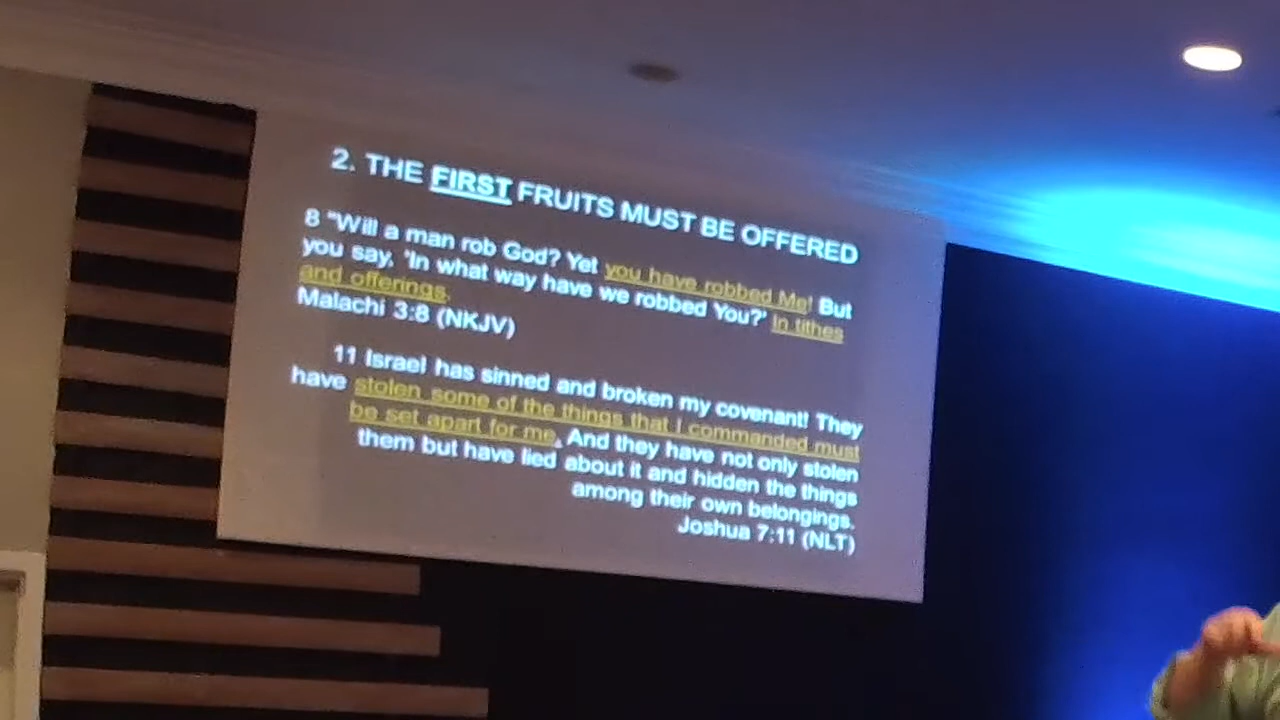 2. THE FIRST FRUITS MUST BE OFFERED
8 "Will a man rob God? Yet you have robbed Me! But
you say, 'In what way have we robbed You?' In tithes
and offerings.
Malachi 3:8 (NKJV)
11 Israel has sinned and broken my covenant! They
have stolen some of the things that I commanded must
be set apart for me. And they have not only stolen
them but have lied about it and hidden the things
among their own belongings.
Joshua 7:11 (NLT)